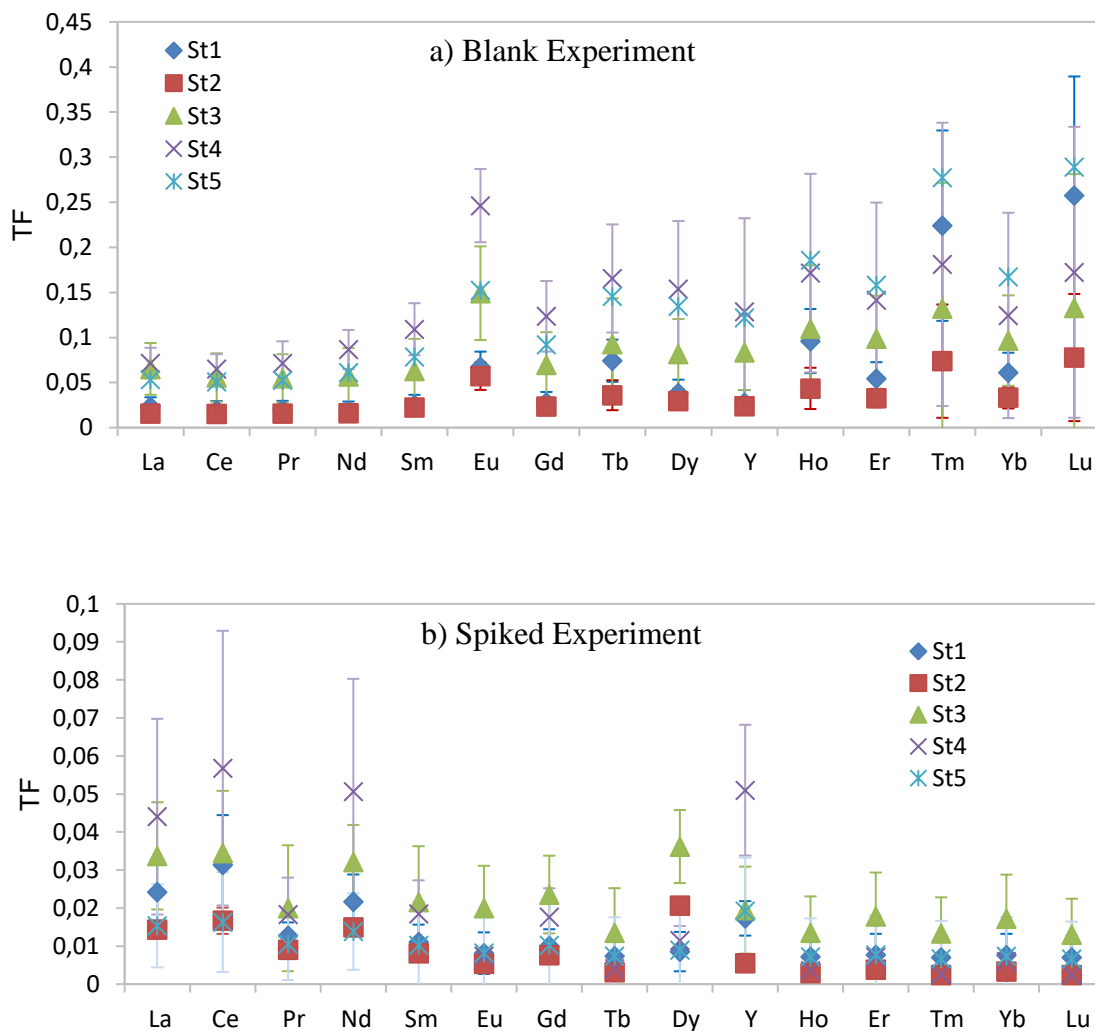 a) Blank Experiment
St1
St2
St3
St4
St5
TF
0,45
0,4
0,35
0,3
0,25
0,2
0,15
0,1
0,05
0
La Ce Pr Nd Sm Eu Gd Tb Dy Y Ho Er Tm Yb Lu
b) Spiked Experiment
St1
St2
St3
St4
St5
TF
0,1
0,09
0,08
0,07
0,06
0,05
0,04
0,03
0,02
0,01
0
La Ce Pr Nd Sm Eu Gd Tb Dy Y Ho Er Tm Yb Lu